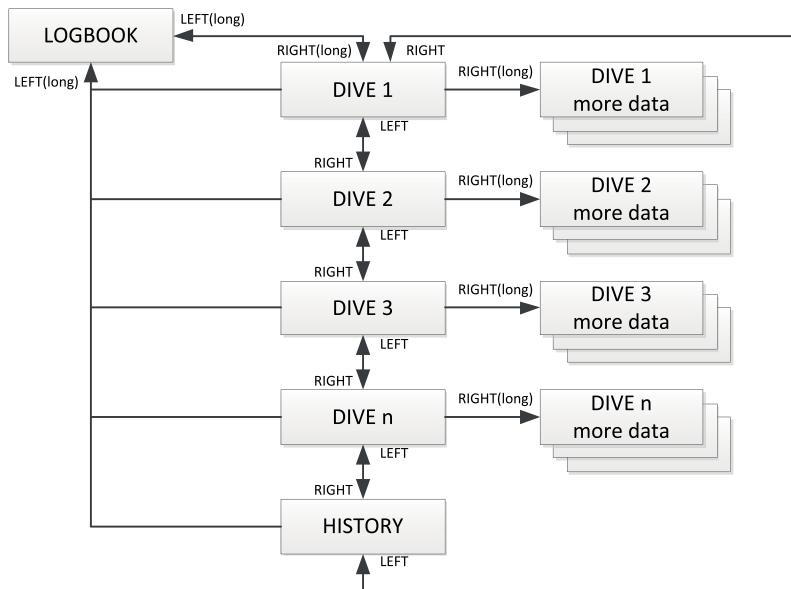 LEFT(long)
LOGBOOK
RIGHT(long)
RIGHT
LEFT(long)
DIVE 1
RIGHT(long)
DIVE 1
more data
LEFT
RIGHT
DIVE 2
RIGHT(long)
DIVE 2
more data
LEFT
RIGHT
DIVE 3
RIGHT(long)
DIVE 3
more data
LEFT
RIGHT
DIVE n
RIGHT(long)
DIVE n
more data
LEFT
RIGHT
HISTORY
LEFT